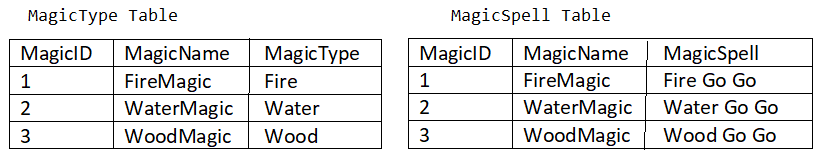 MagicType Table
MagicID MagicName MagicType
1 FireMagic Fire
2 WaterMagic Water
3 WoodMagic Wood
MagicSpell Table
MagicID MagicName MagicSpell
1 FireMagic Fire Go Go
2 WaterMagic Water Go Go
3 WoodMagic Wood Go Go